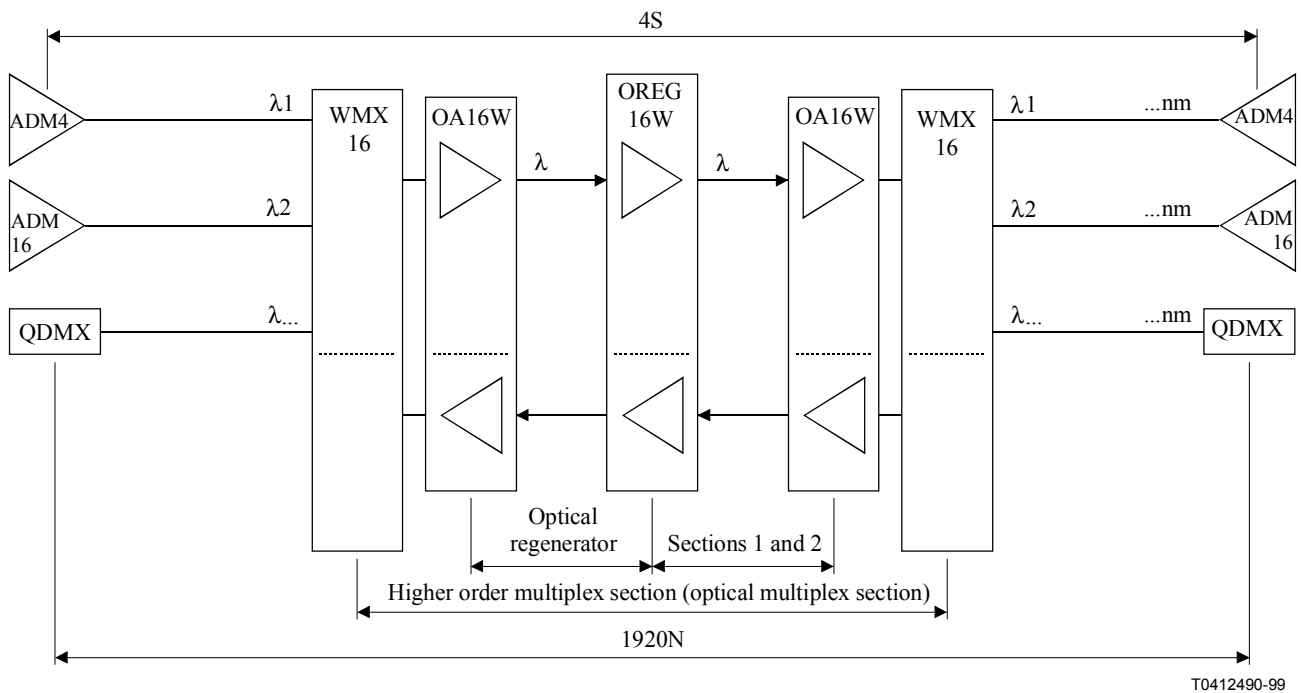 4S
ADM4
λ1
WMX
16
OA16W
OREG
16W
OA16W
WMX
16
λ1
...nm
ADM4
λ
λ
ADM
16
λ2
λ2
...nm
ADM
16
QDMX
λ...
λ...
...nm
QDMX
Optical
regenerator
Sections 1 and 2
Higher order multiplex section (optical multiplex section)
1920N
T0412490-99